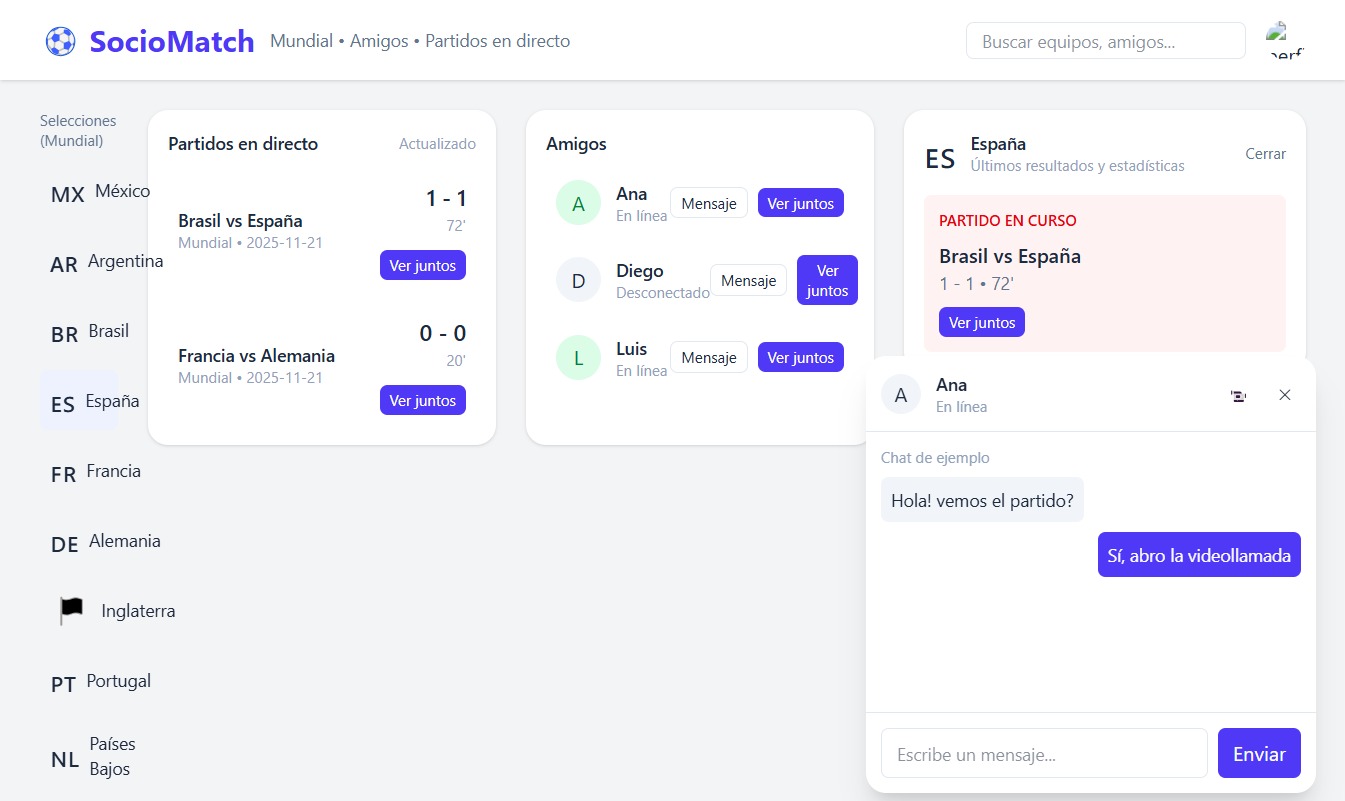 SocioMatch
Mundial • Amigos • Partidos en directo
Buscar equipos, amigos...
perfi
Selecciones
(Mundial)
MX México
AR Argentina
BR Brasil
ES España
FR Francia
DE Alemania
Inglaterra
PT Portugal
NL Países
Bajos
Partidos en directo
Actualizado
1 - 1
Brasil vs España
72'
Mundial • 2025-11-21
Ver juntos
0 - 0
Francia vs Alemania
20'
Mundial • 2025-11-21
Ver juntos
Amigos
A
Ana
En línea
Mensaje
Ver juntos
D
Diego
Desconectado
Mensaje
Ver
juntos
L
Luis
En línea
Mensaje
Ver juntos
ES
España
Últimos resultados y estadísticas
Cerrar
PARTIDO EN CURSO
Brasil vs España
1 - 1 • 72'
Ver juntos
A
Ana
En línea
Chat de ejemplo
Hola! vemos el partido?
Sí, abro la videollamada
Escribe un mensaje...
Enviar